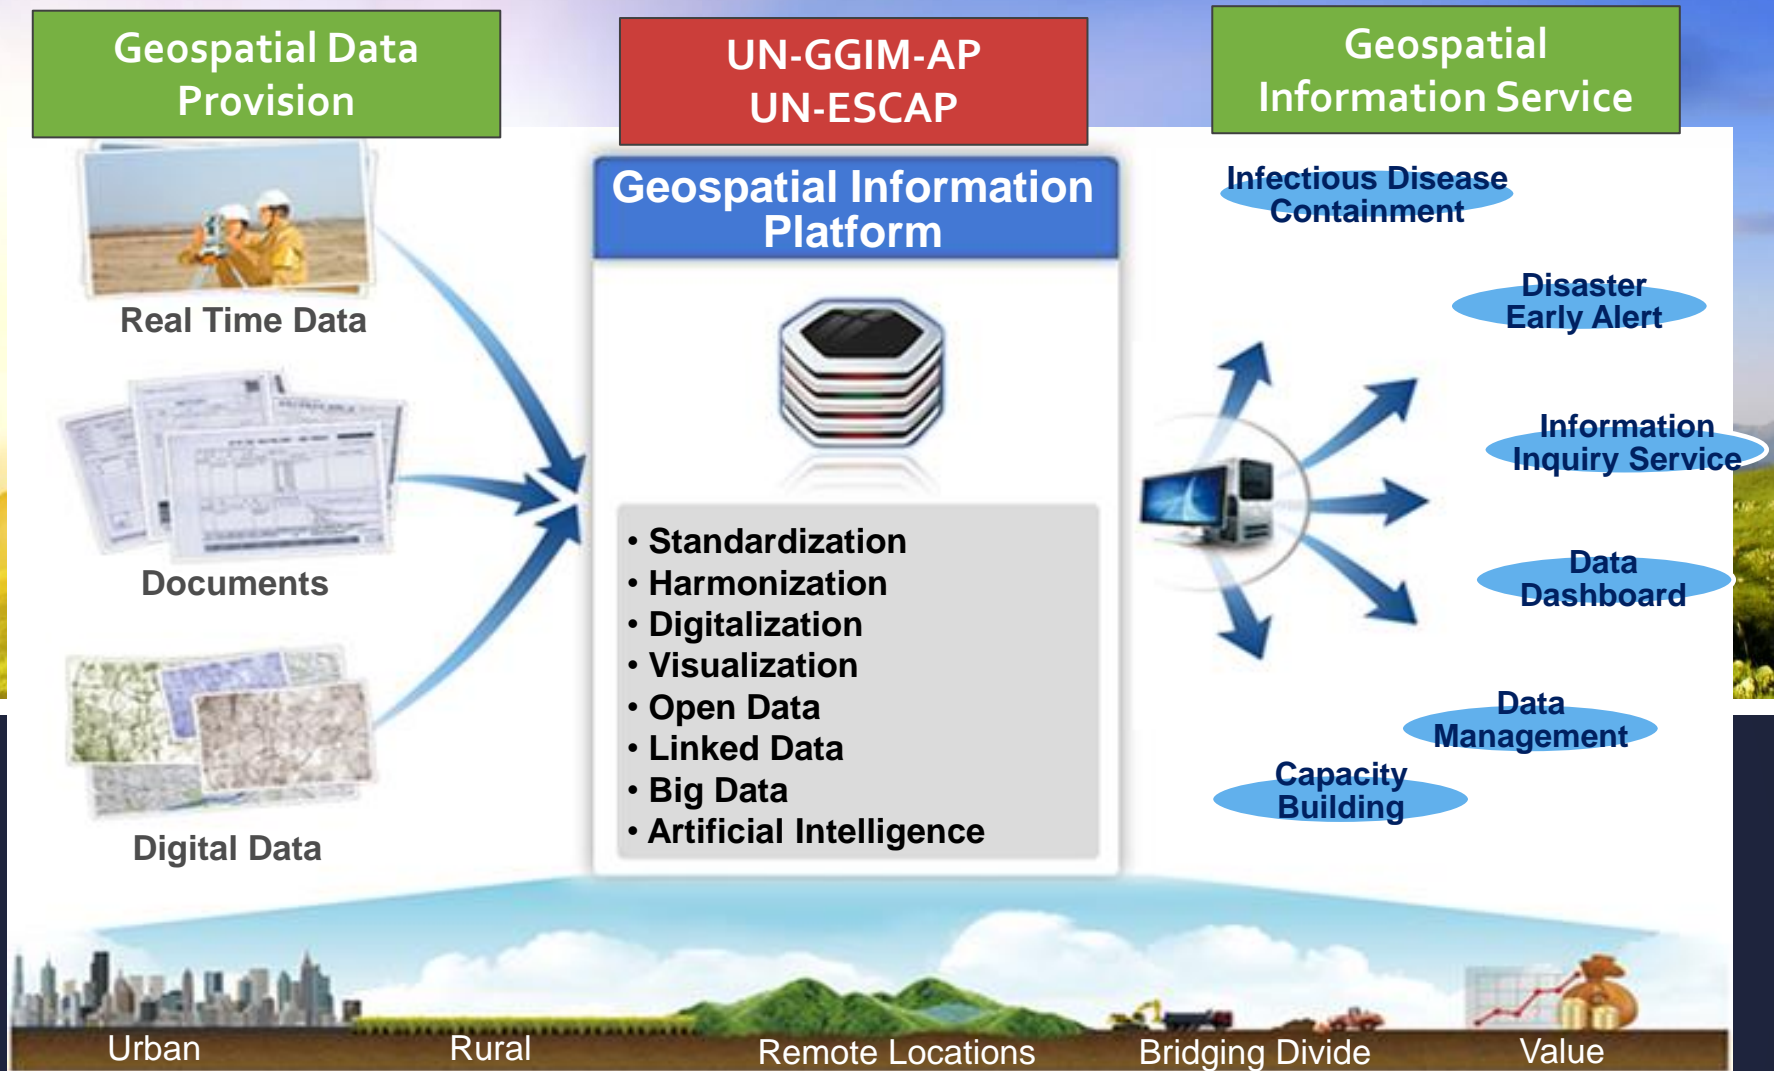 Geospatial Data
Provision
UN-GGIM-AP
UN-ESCAP
Geospatial
Information Service
Real Time Data
Documents
Digital Data
Geospatial Information
Platform
• Standardization
• Harmonization
• Digitalization
• Visualization
• Open Data
• Linked Data
• Big Data
• Artificial Intelligence
Infectious Disease
Containment
Disaster
Early Alert
Information
Inquiry Service
Data
Dashboard
Data
Management
Capacity
Building
Urban
Rural
Remote Locations
Bridging Divide
Value